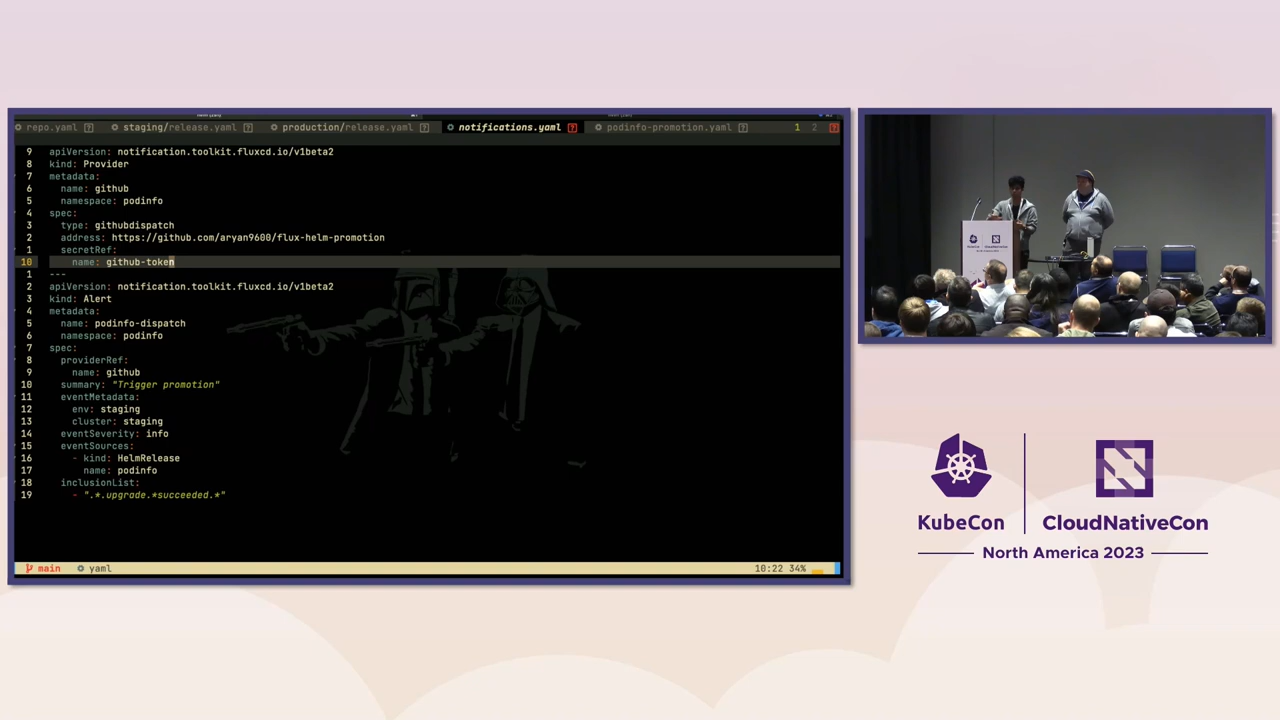 repo.yaml ? staging/release.yaml ? production/release.yaml ? notifications.yaml ? podinfo-promotion.yaml ? 1 2 ?
9 apiVersion: notification.toolkit.fluxcd.io/v1beta2
8 kind: Provider
7 metadata:
6 name: github
5 namespace: podinfo
4 spec:
3 type: githubdispatch
2 address: https://github.com/aryan9600/flux-helm-promotion
1 secretRef:
10 name: github-token
1 ---
2 apiVersion: notification.toolkit.fluxcd.io/v1beta2
3 kind: Alert
4 metadata:
5 name: podinfo-dispatch
6 namespace: podinfo
7 spec:
8 providerRef:
9 name: github
10 summary: "Trigger promotion"
11 eventMetadata:
12 env: staging
13 cluster: staging
14 eventSeverity: info
15 eventSources:
16 - kind: HelmRelease
17 name: podinfo
18 inclusionList:
19 - ".*.upgrade.*succeeded.*"
main yaml 10:22 34%
KubeCon CloudNativeCon
North America 2023